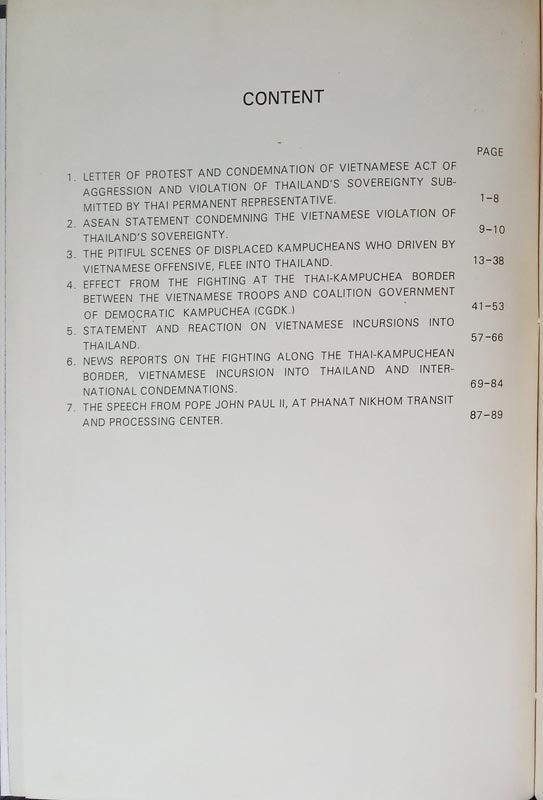 CONTENT
PAGE
1. LETTER OF PROTEST AND CONDEMNATION OF VIETNAMESE ACT OF
AGGRESSION AND VIOLATION OF THAILAND'S SOVEREIGNTY SUB-
MITTED BY THAI PERMANENT REPRESENTATIVE. 1–8
2. ASEAN STATEMENT CONDEMNING THE VIETNAMESE VIOLATION OF
THAILAND'S SOVEREIGNTY. 9–10
3. THE PITIFUL SCENES OF DISPLACED KAMPUCHEANS WHO DRIVEN BY
VIETNAMESE OFFENSIVE, FLEE INTO THAILAND. 13–38
4. EFFECT FROM THE FIGHTING AT THE THAI-KAMPUCHEA BORDER
BETWEEN THE VIETNAMESE TROOPS AND COALITION GOVERNMENT
OF DEMOCRATIC KAMPUCHEA (CGDK.) 41–53
5. STATEMENT AND REACTION ON VIETNAMESE INCURSIONS INTO
THAILAND. 57–66
6. NEWS REPORTS ON THE FIGHTING ALONG THE THAI-KAMPUCHEAN
BORDER, VIETNAMESE INCURSION INTO THAILAND AND INTER-
NATIONAL CONDEMNATIONS. 69–84
7. THE SPEECH FROM POPE JOHN PAUL II, AT PHANAT NIKHOM TRANSIT
AND PROCESSING CENTER. 87–89